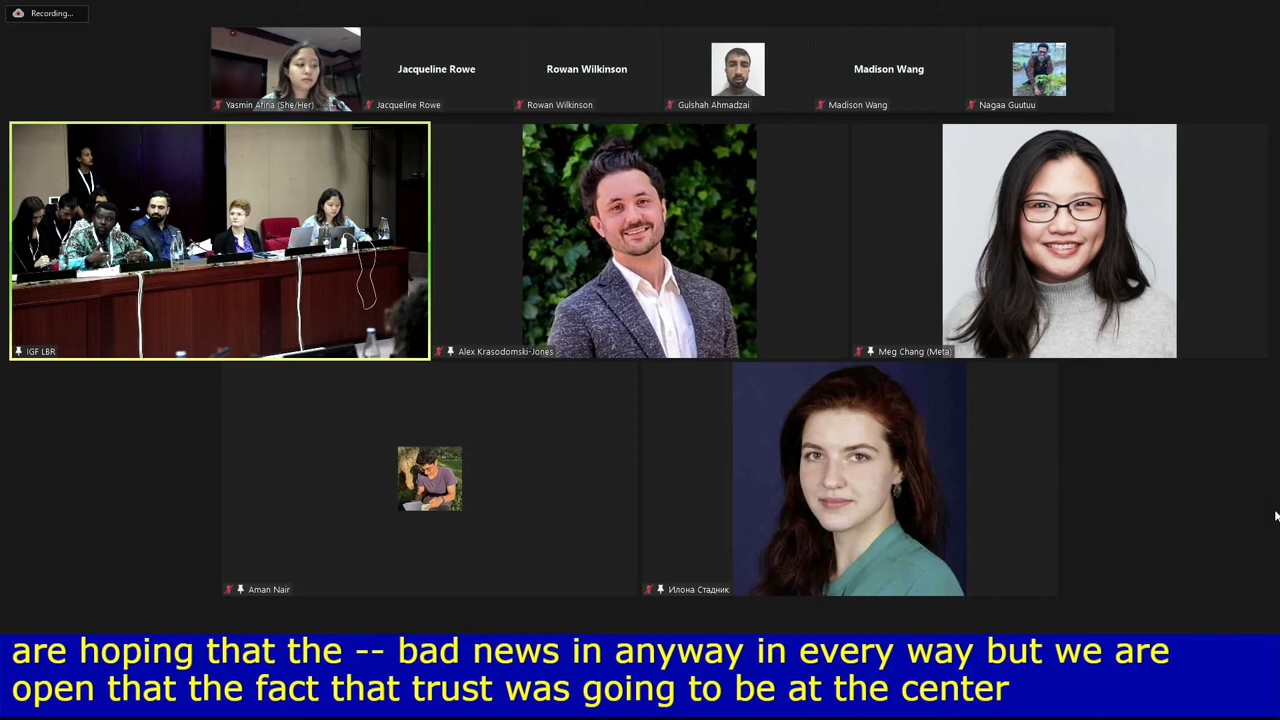 Recording...
Jacqueline Rowe
Rowan Wilkinson
Madison Wang
Yasmin Afina (She/Her)
Jacqueline Rowe
Rowan Wilkinson
Gulshah Ahmadzai
Madison Wang
Nagaa Guutuu
IGF LBR
Alex Krasodomski-Jones
Meg Chang (Meta)
Aman Nair
Илона Стадник
are hoping that the -- bad news in anyway in every way but we are
open that the fact that trust was going to be at the center